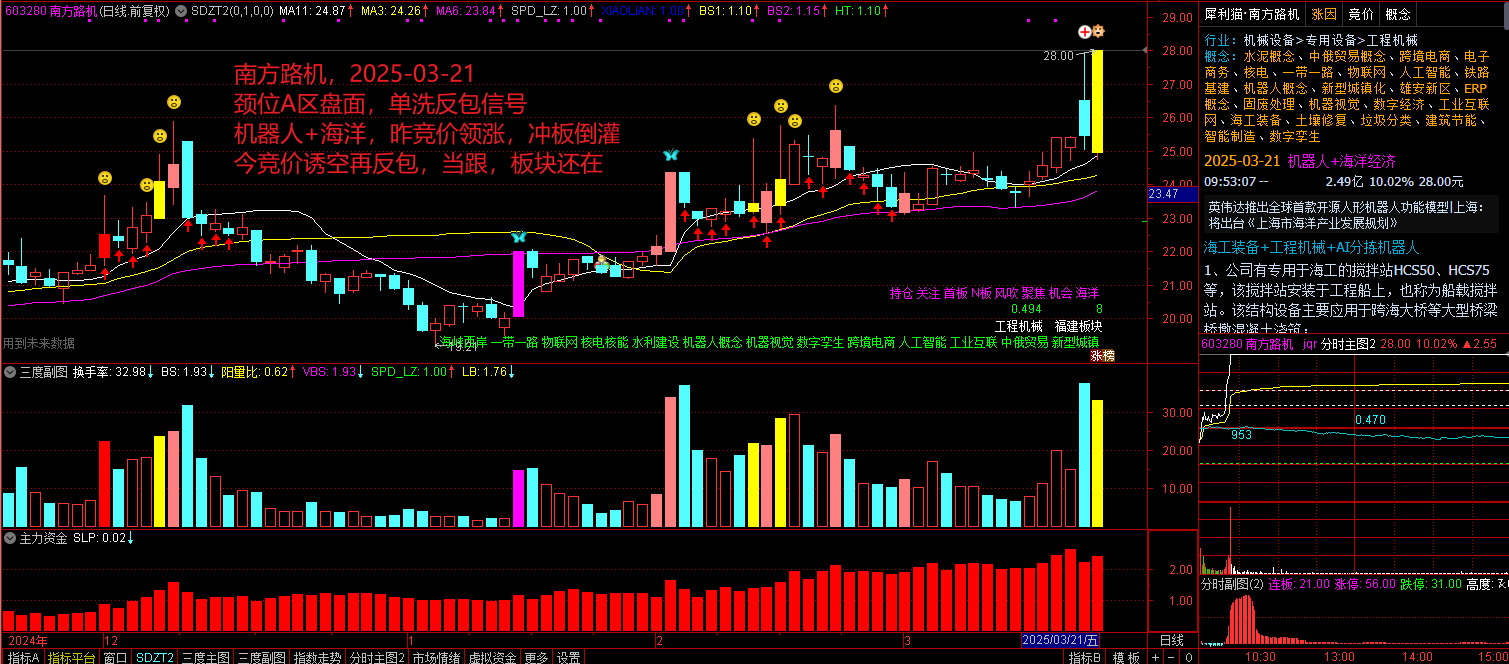 603280 南方路机(日线.前复权) SDZT2(0,1,0,0) MA11: 24.87↑ MA3: 24.26↑ MA6: 23.84↑ SPD_LZ: 1.00↑ XIAOLIAN: 1.00↑ BS1: 1.10↑ BS2: 1.15↑ HT: 1.10↑
29.00
28.00
27.00
26.00
25.00
24.00
23.47
23.00
22.00
21.00
20.00
28.00
南方路机，2025-03-21
颈位A区盘面，单洗反包信号
机器人+海洋，昨竞价领涨，冲板倒灌
今竞价诱空再反包，当跟，板块还在
持仓 关注 首板 N板 风吹 聚焦 机会 海洋
0.494 8
工程机械 福建板块
19.21
海峡两岸 一带一路 物联网 核电核能 水利建设 机器人概念 机器视觉 数字孪生 跨境电商 人工智能 工业互联 中俄贸易 新型城镇
用到未来数据
涨榜
三度副图 换手率: 32.98↓ BS: 1.93↓ 阳量比: 0.62↑ VBS: 1.93↓ SPD_LZ: 1.00↑ LB: 1.76↓
30.00
20.00
10.00
主力资金 SLP: 0.02↓
2.00
1.00
2024年 12 1 2 3 2025/03/21/五 日线
指标A 指标平台 窗口 SDZT2 三度主图 三度副图 指数走势 分时主图2 市场情绪 虚拟资金 更多 设置 指标B 模板 + - 0
犀利猫·南方路机 涨因 竞价 概念
行业: 机械设备>专用设备>工程机械
概念: 水泥概念、中俄贸易概念、跨境电商、电子
商务、核电、一带一路、物联网、人工智能、铁路
基建、机器人概念、新型城镇化、雄安新区、ERP
概念、固废处理、机器视觉、数字经济、工业互联
网、海工装备、土壤修复、垃圾分类、建筑节能、
智能制造、数字孪生
2025-03-21 机器人+海洋经济
09:53:07 -- 2.49亿 10.02% 28.00元
英伟达推出全球首款开源人形机器人功能模型|上海:
将出台《上海市海洋产业发展规划》
海工装备+工程机械+AI分拣机器人
1、公司有专用于海工的搅拌站HCS50、HCS75
等，该搅拌站安装于工程船上，也称为船载搅拌
站。该结构设备主要应用于跨海大桥等大型桥梁
桥墩混凝土浇筑;
603280 南方路机 jqr 分时主图2 28.00 10.02% ▲2.55
0.470
953
分时副图(2) 连板: 21.00 涨停: 56.00 跌停: 31.00 高度:
10:30 13:00 14:00 15:00